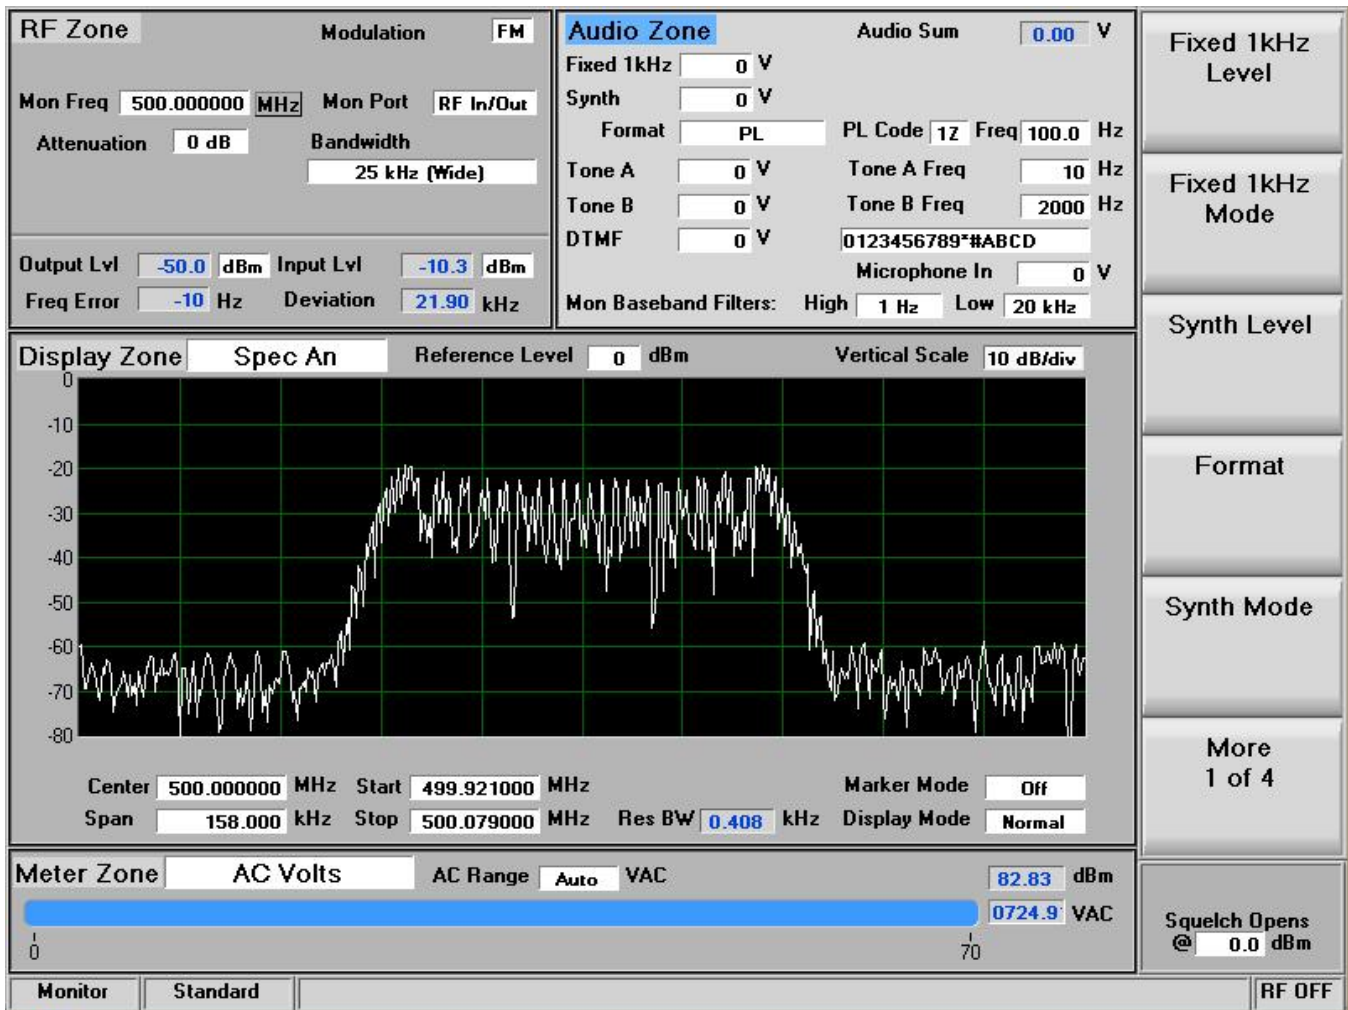 RF Zone Modulation FM
Mon Freq 500.000000 MHz Mon Port RF In/Out
Attenuation 0 dB Bandwidth
25 kHz (Wide)
Output Lvl -50.0 dBm Input Lvl -10.3 dBm
Freq Error -10 Hz Deviation 21.90 kHz
Audio Zone Audio Sum 0.00 V
Fixed 1kHz 0 V
Synth 0 V
Format PL PL Code 1Z Freq 100.0 Hz
Tone A 0 V Tone A Freq 10 Hz
Tone B 0 V Tone B Freq 2000 Hz
DTMF 0 V 0123456789*#ABCD
Microphone In 0 V
Mon Baseband Filters: High 1 Hz Low 20 kHz
Display Zone Spec An Reference Level 0 dBm Vertical Scale 10 dB/div
0
-10
-20
-30
-40
-50
-60
-70
-80
Center 500.000000 MHz Start 499.921000 MHz Marker Mode Off
Span 158.000 kHz Stop 500.079000 MHz Res BW 0.408 kHz Display Mode Normal
Meter Zone AC Volts AC Range Auto VAC 82.83 dBm
0724.9 VAC
0 70
Monitor Standard
Fixed 1kHz
Level
Fixed 1kHz
Mode
Synth Level
Format
Synth Mode
More
1 of 4
Squelch Opens
@ 0.0 dBm
RF OFF